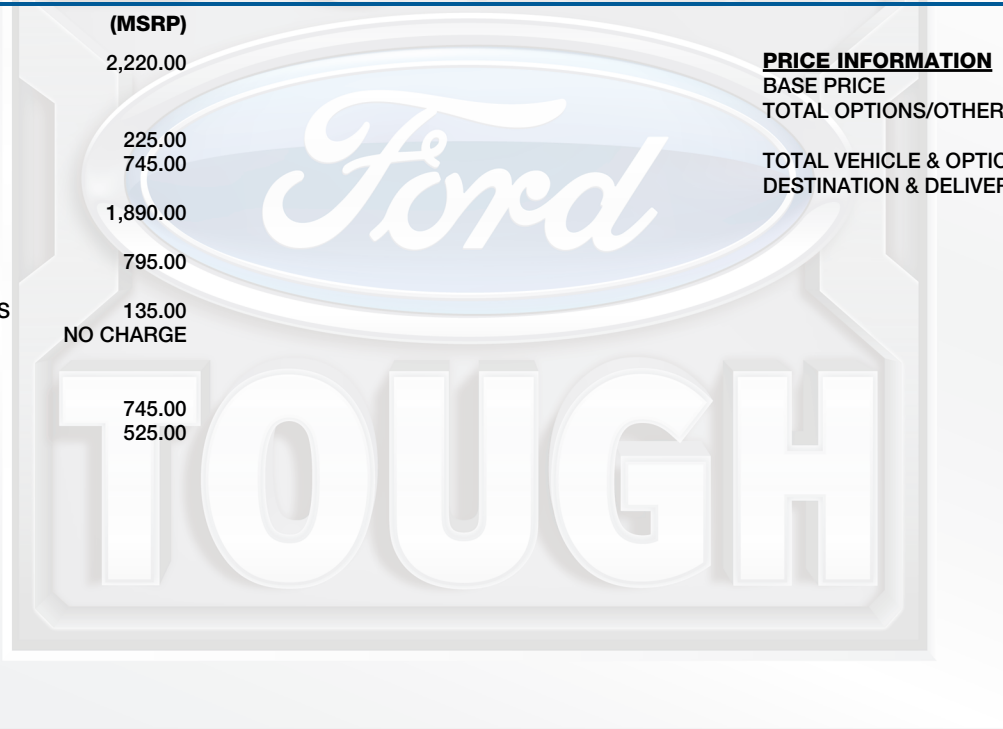 (MSRP)
2,220.00
225.00
745.00
1,890.00
795.00
S 135.00
NO CHARGE
745.00
525.00
PRICE INFORMATION
BASE PRICE
TOTAL OPTIONS/OTHER
TOTAL VEHICLE & OPTIO
DESTINATION & DELIVER
Ford
TOUGH